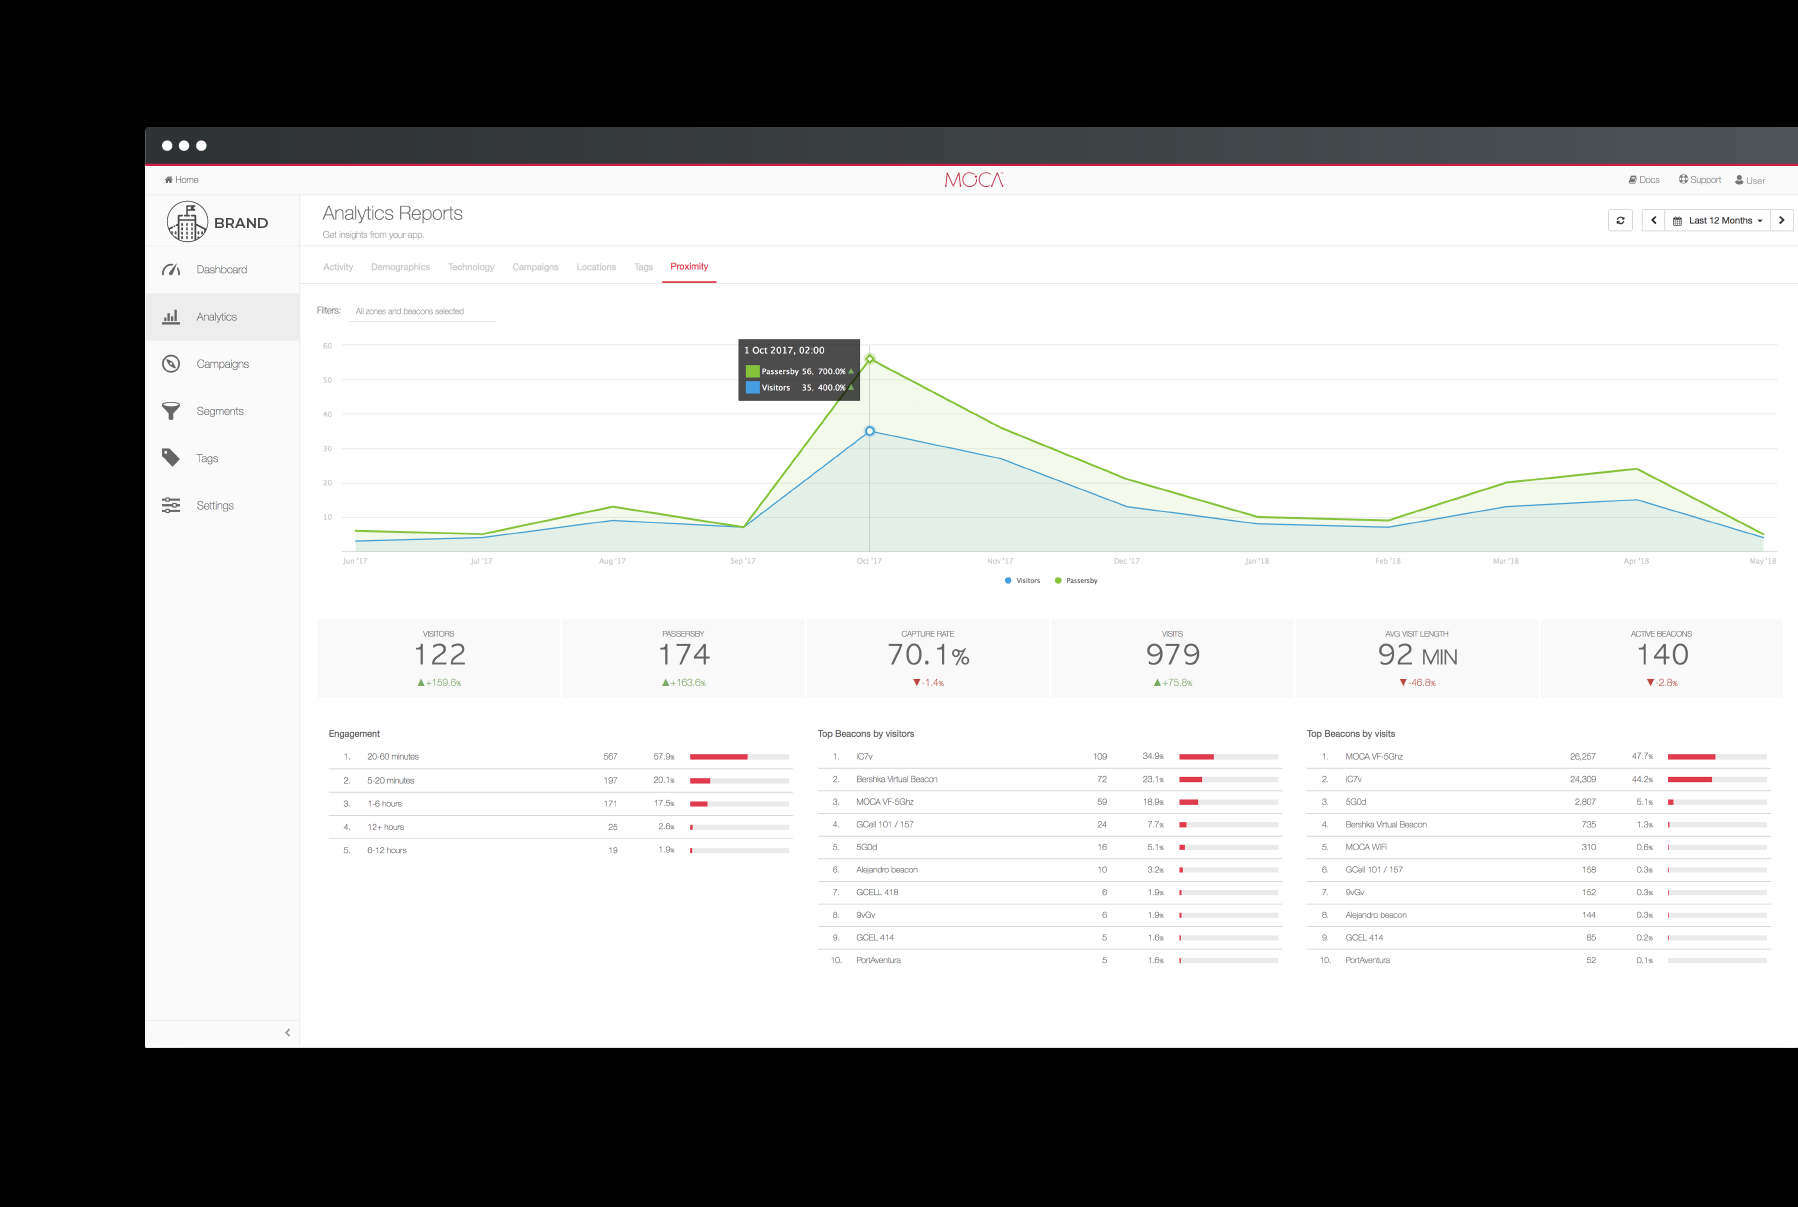 Home
MOCA
Docs Support User
BRAND
Analytics Reports
Get insights from your app.
Last 12 Months
Dashboard
Analytics
Campaigns
Segments
Tags
Settings
Activity Demographics Technology Campaigns Locations Tags Proximity
Filters: All zones and beacons selected
60
50
40
30
20
10
1 Oct 2017, 02:00
Passersby 56, 700.0% ▲
Visitors 35, 400.0% ▲
Jun '17 Jul '17 Aug '17 Sep '17 Oct '17 Nov '17 Dec '17 Jan '18 Feb '18 Mar '18 Apr '18 May '18
Visitors Passersby
VISITORS
122
▲+159.6%
PASSERSBY
174
▲+163.6%
CAPTURE RATE
70.1%
▼-1.4%
VISITS
979
▲+75.8%
AVG VISIT LENGTH
92 MIN
▼-46.8%
ACTIVE BEACONS
140
▼-2.8%
Engagement
1. 20-60 minutes 567 57.9%
2. 5-20 minutes 197 20.1%
3. 1-6 hours 171 17.5%
4. 12+ hours 25 2.6%
5. 6-12 hours 19 1.9%
Top Beacons by visitors
1. iC7v 109 34.9%
2. Bershka Virtual Beacon 72 23.1%
3. MOCA VF-5Ghz 59 18.9%
4. GCell 101 / 157 24 7.7%
5. 5G0d 16 5.1%
6. Alejandro beacon 10 3.2%
7. GCELL 418 6 1.9%
8. 9vGv 6 1.9%
9. GCEL 414 5 1.6%
10. PortAventura 5 1.6%
Top Beacons by visits
1. MOCA VF-5Ghz 26,257 47.7%
2. iC7v 24,309 44.2%
3. 5G0d 2,807 5.1%
4. Bershka Virtual Beacon 735 1.3%
5. MOCA WiFi 310 0.6%
6. GCell 101 / 157 158 0.3%
7. 9vGv 152 0.3%
8. Alejandro beacon 144 0.3%
9. GCEL 414 85 0.2%
10. PortAventura 52 0.1%